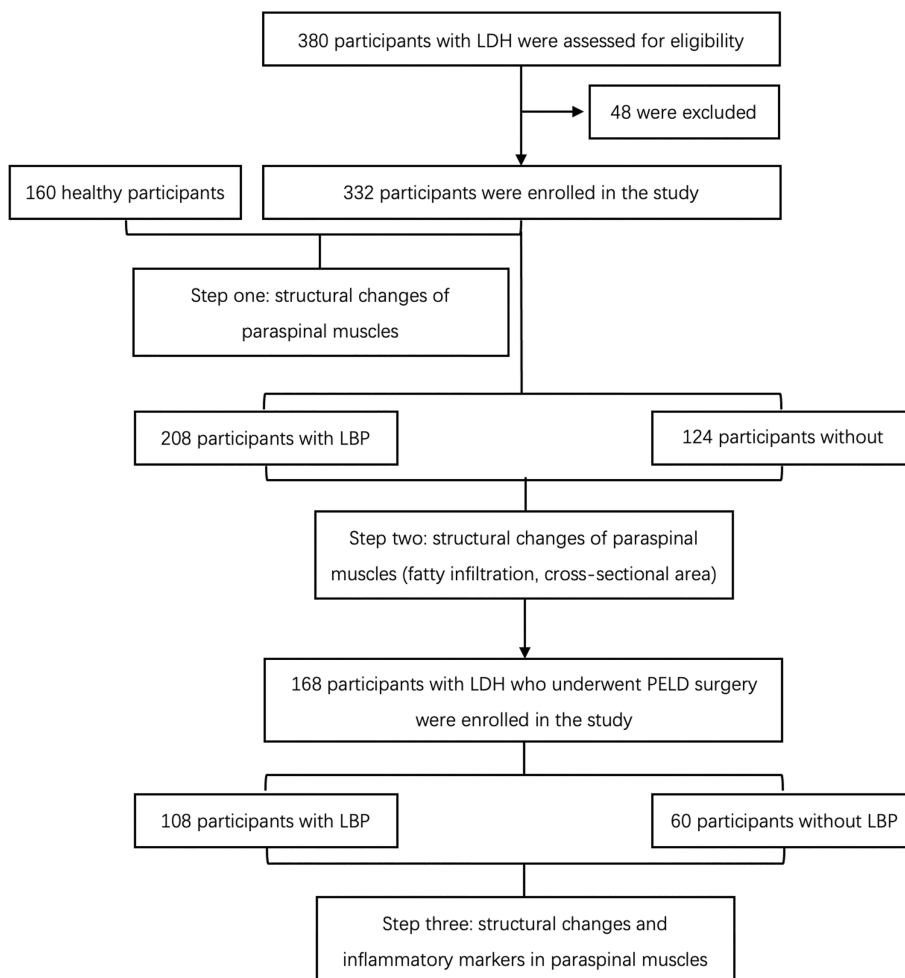 380 participants with LDH were assessed for eligibility
48 were excluded
160 healthy participants
332 participants were enrolled in the study
Step one: structural changes of
paraspinal muscles
208 participants with LBP
124 participants without
Step two: structural changes of paraspinal
muscles (fatty infiltration, cross-sectional area)
168 participants with LDH who underwent PELD surgery
were enrolled in the study
108 participants with LBP
60 participants without LBP
Step three: structural changes and
inflammatory markers in paraspinal muscles